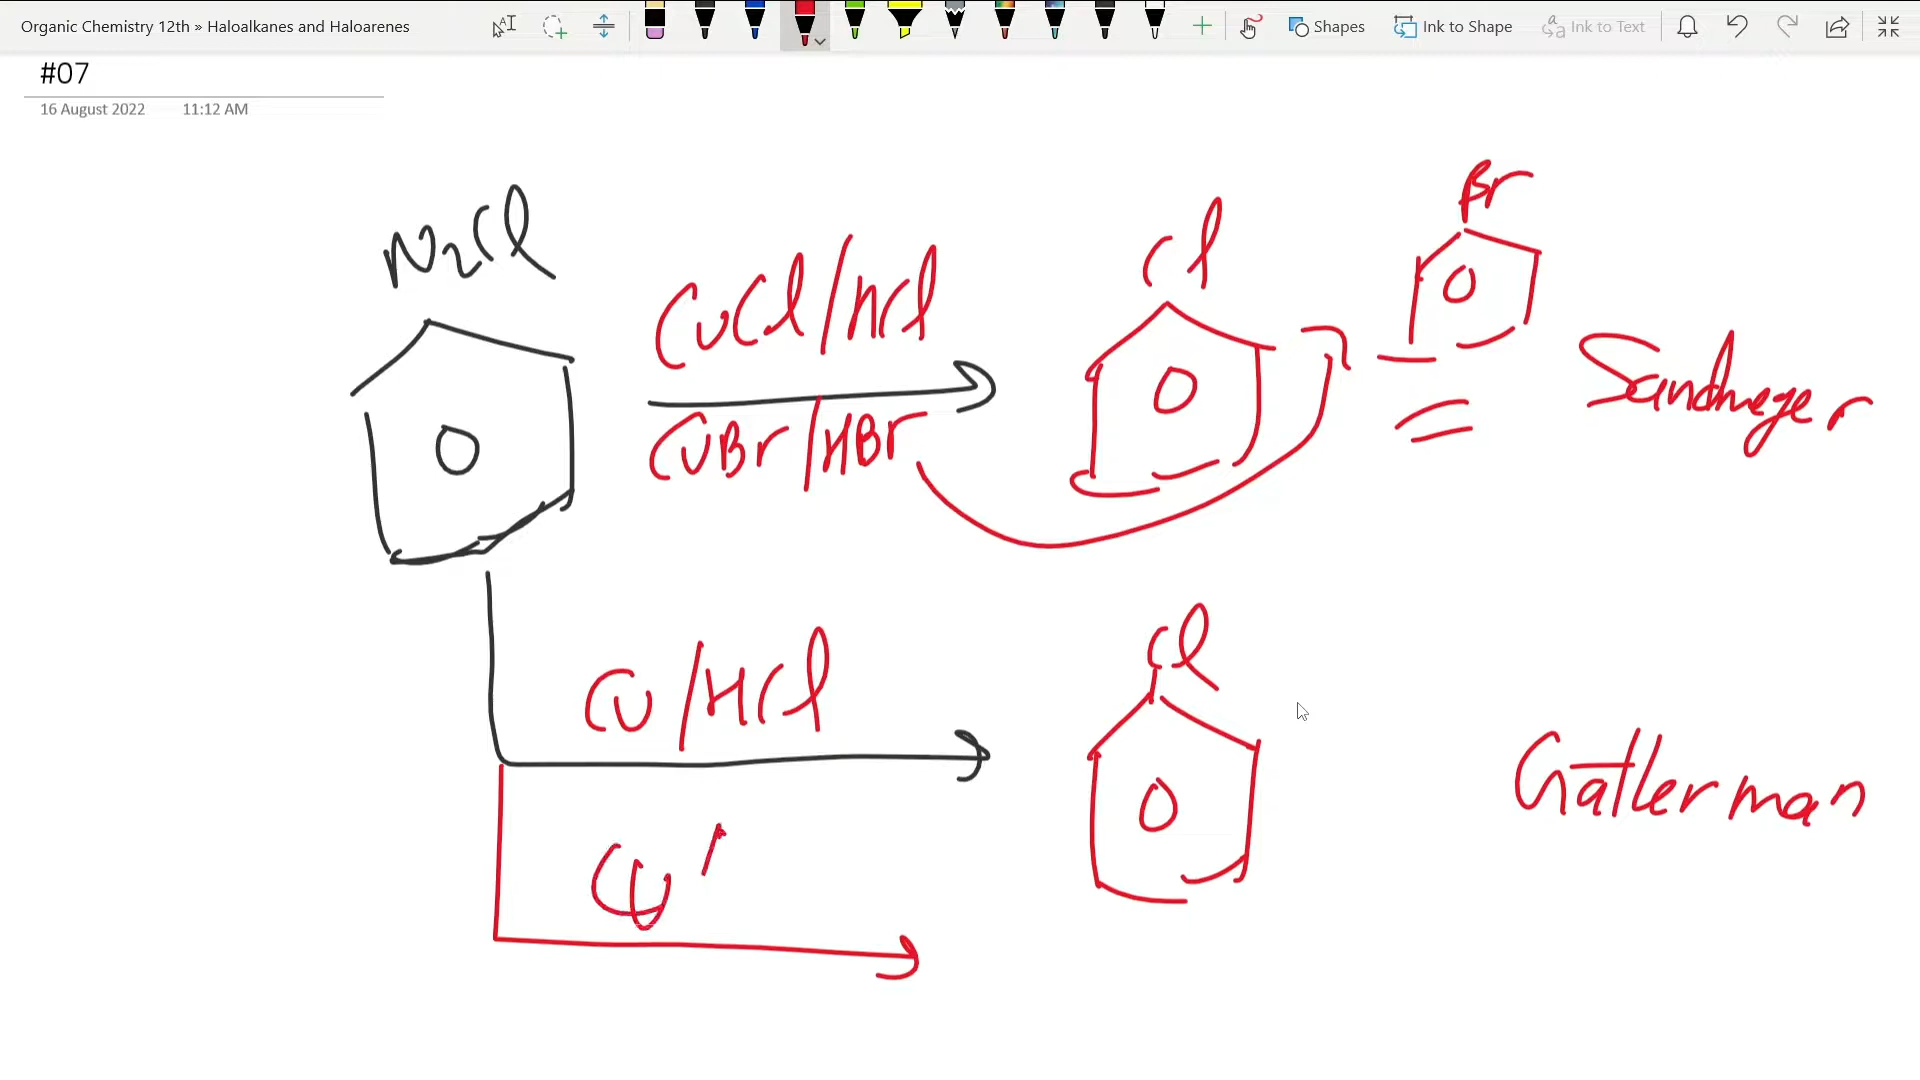 Organic Chemistry 12th » Haloalkanes and Haloarenes
Shapes
Ink to Shape
Ink to Text
#07
16 August 2022 11:12 AM
N2Cl
CuCl/HCl
CuBr/HBr
Cl
Br
Sandmeyer
Cu/HCl
Cl
Gatlerman
Cu /